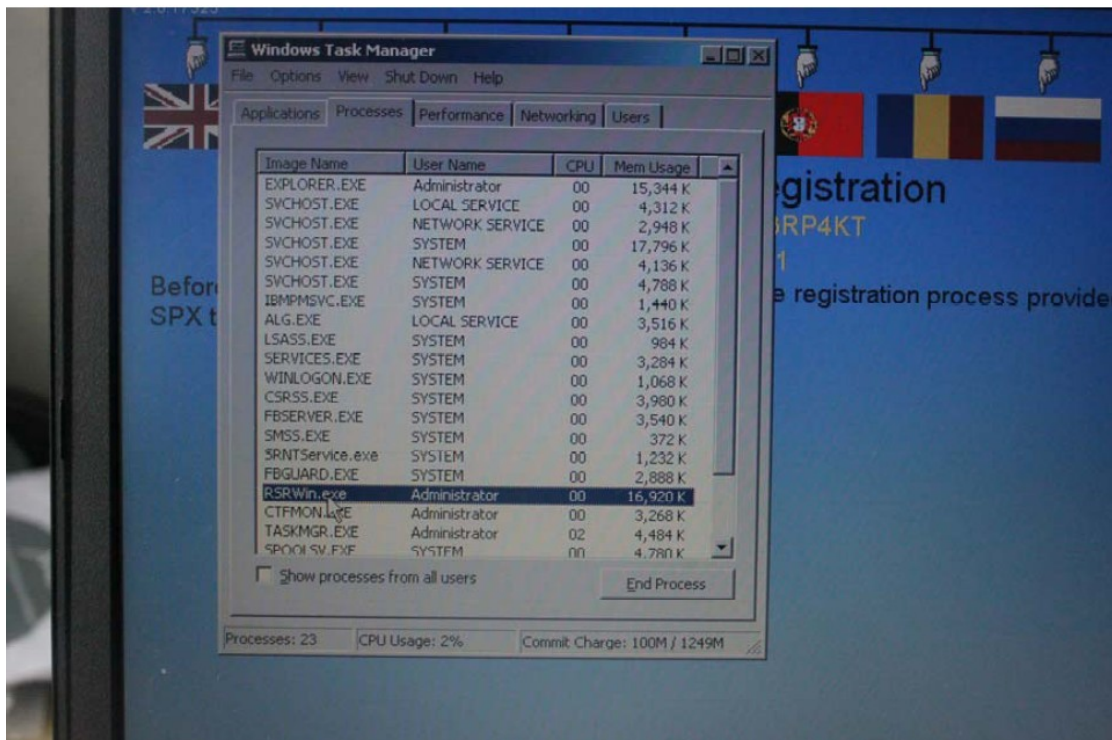 V 2.0.17525
Windows Task Manager
File Options View Shut Down Help
Applications Processes Performance Networking Users
Image Name User Name CPU Mem Usage
EXPLORER.EXE Administrator 00 15,344 K
SVCHOST.EXE LOCAL SERVICE 00 4,312 K
SVCHOST.EXE NETWORK SERVICE 00 2,948 K
SVCHOST.EXE SYSTEM 00 17,796 K
SVCHOST.EXE NETWORK SERVICE 00 4,136 K
SVCHOST.EXE SYSTEM 00 4,788 K
IBMPMSVC.EXE SYSTEM 00 1,440 K
ALG.EXE LOCAL SERVICE 00 3,516 K
LSASS.EXE SYSTEM 00 984 K
SERVICES.EXE SYSTEM 00 3,284 K
WINLOGON.EXE SYSTEM 00 1,068 K
CSRSS.EXE SYSTEM 00 3,980 K
FBSERVER.EXE SYSTEM 00 3,540 K
SMSS.EXE SYSTEM 00 372 K
SRNTService.exe SYSTEM 00 1,232 K
FBGUARD.EXE SYSTEM 00 2,888 K
RSRWin.exe Administrator 00 16,920 K
CTFMON.EXE Administrator 00 3,268 K
TASKMGR.EXE Administrator 02 4,484 K
SPOOLSV.EXE SYSTEM 00 4,780 K
Show processes from all users
End Process
Processes: 23 CPU Usage: 2% Commit Charge: 100M / 1249M
egistration
RP4KT
1
Befor e registration process provide
SPX t